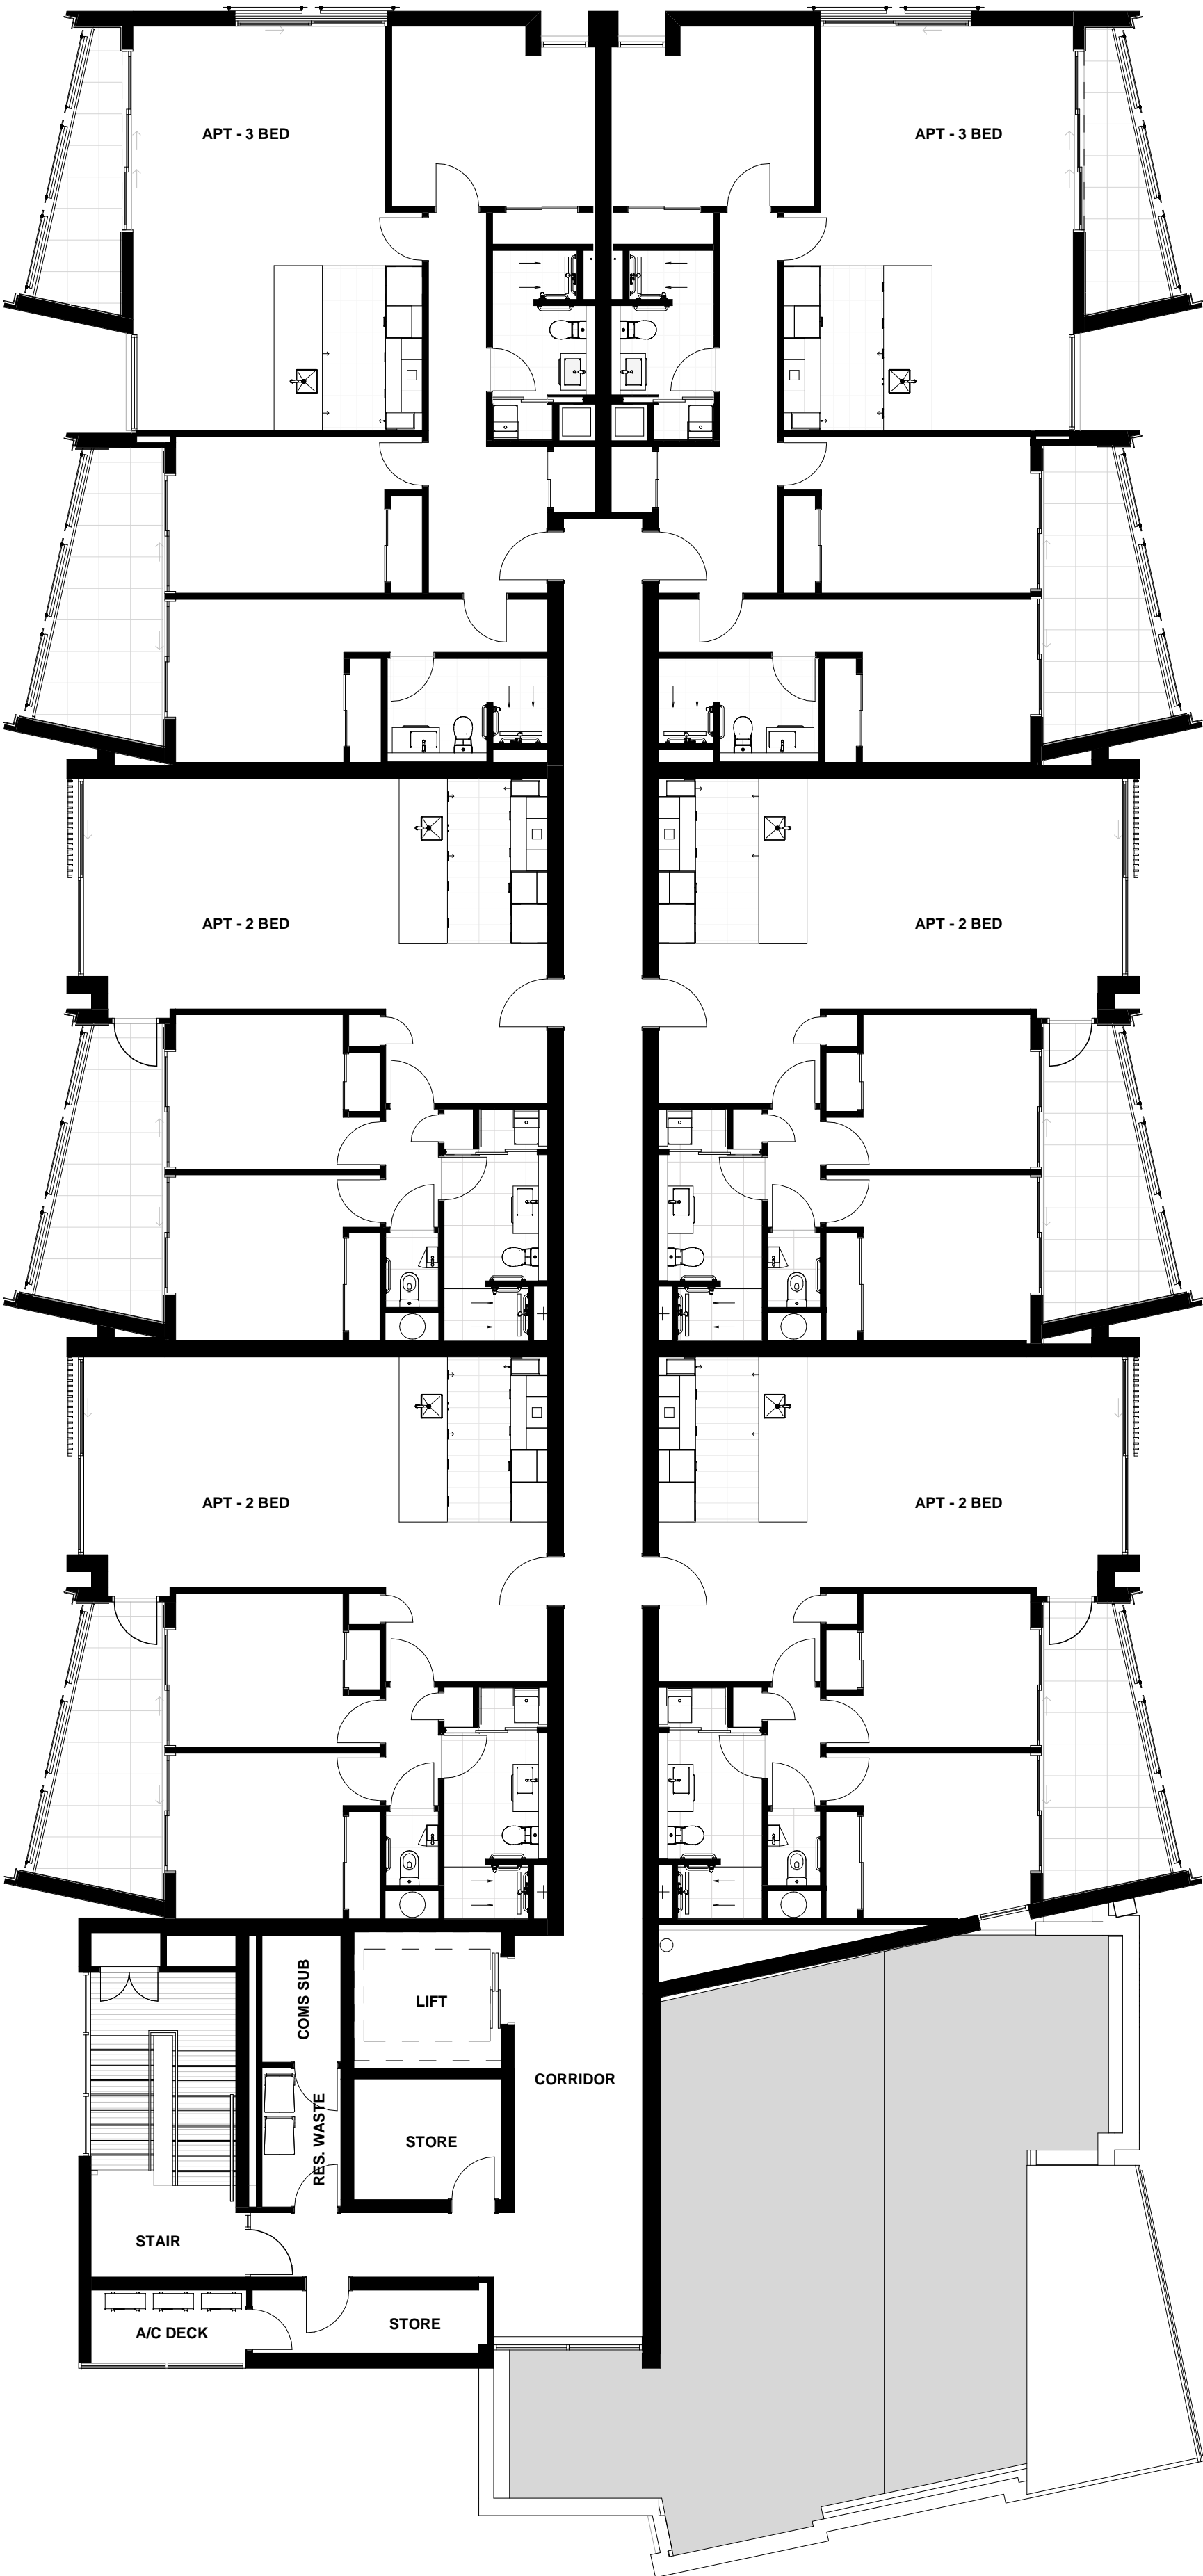 APT - 3 BED
APT - 3 BED
APT - 2 BED
APT - 2 BED
APT - 2 BED
APT - 2 BED
COMS SUB
LIFT
CORRIDOR
RES. WASTE
STORE
STAIR
STORE
A/C DECK